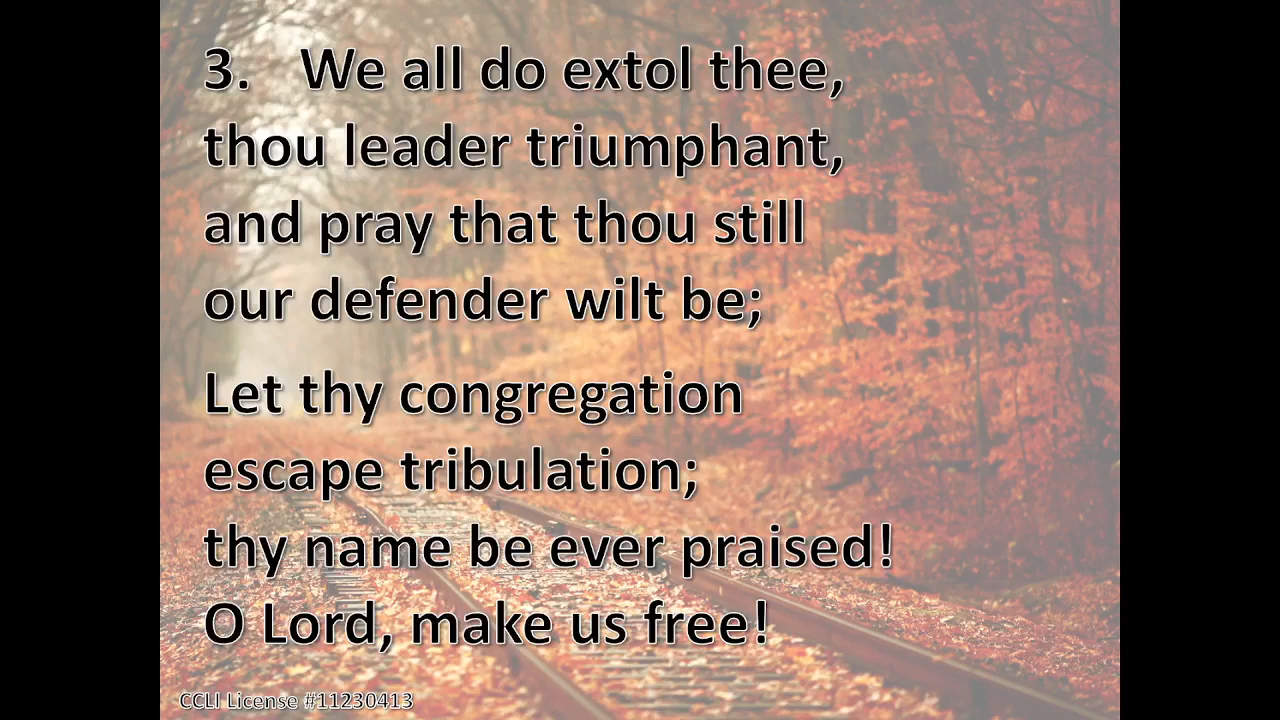 3. We all do extol thee,
thou leader triumphant,
and pray that thou still
our defender wilt be;
Let thy congregation
escape tribulation;
thy name be ever praised!
O Lord, make us free!
CCLI License #11230413